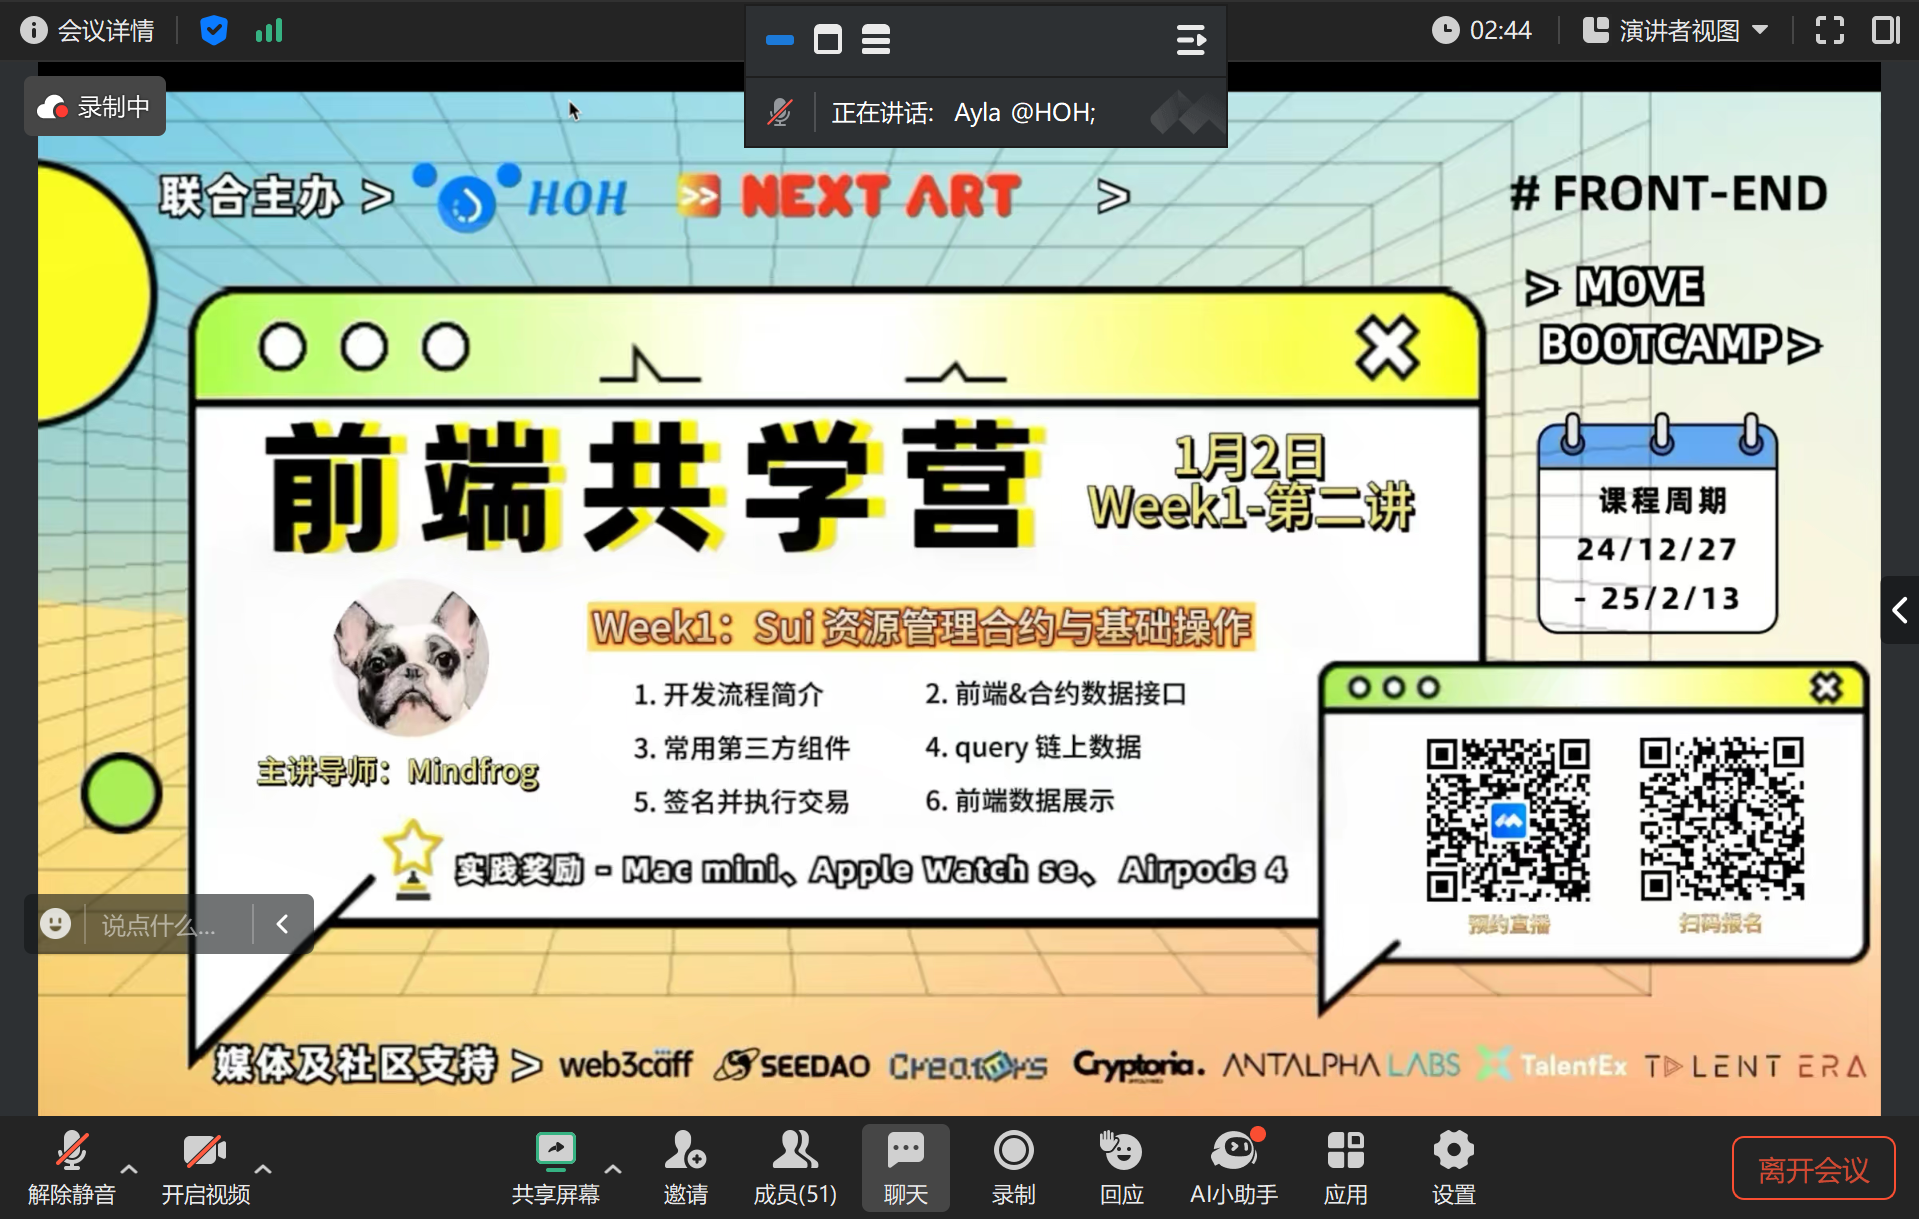 会议详情
02:44
演讲者视图
录制中
正在讲话: Ayla @HOH;
联合主办 > HOH >> NEXT ART >
# FRONT-END
> MOVE
BOOTCAMP >
前端共学营
1月2日
Week1-第二讲
课程周期
24/12/27
- 25/2/13
Week1：Sui 资源管理合约与基础操作
1. 开发流程简介
2. 前端&合约数据接口
3. 常用第三方组件
4. query 链上数据
5. 签名并执行交易
6. 前端数据展示
主讲导师：Mindfrog
实践奖励 - Mac mini、Apple Watch se、Airpods 4
预约直播
扫码报名
说点什么...
媒体及社区支持 > web3caff SEEDAO Creators Cryptoria. ANTALPHA LABS TalentEx TALENT ERA
解除静音
开启视频
共享屏幕
邀请
成员(51)
聊天
录制
回应
AI小助手
应用
设置
离开会议